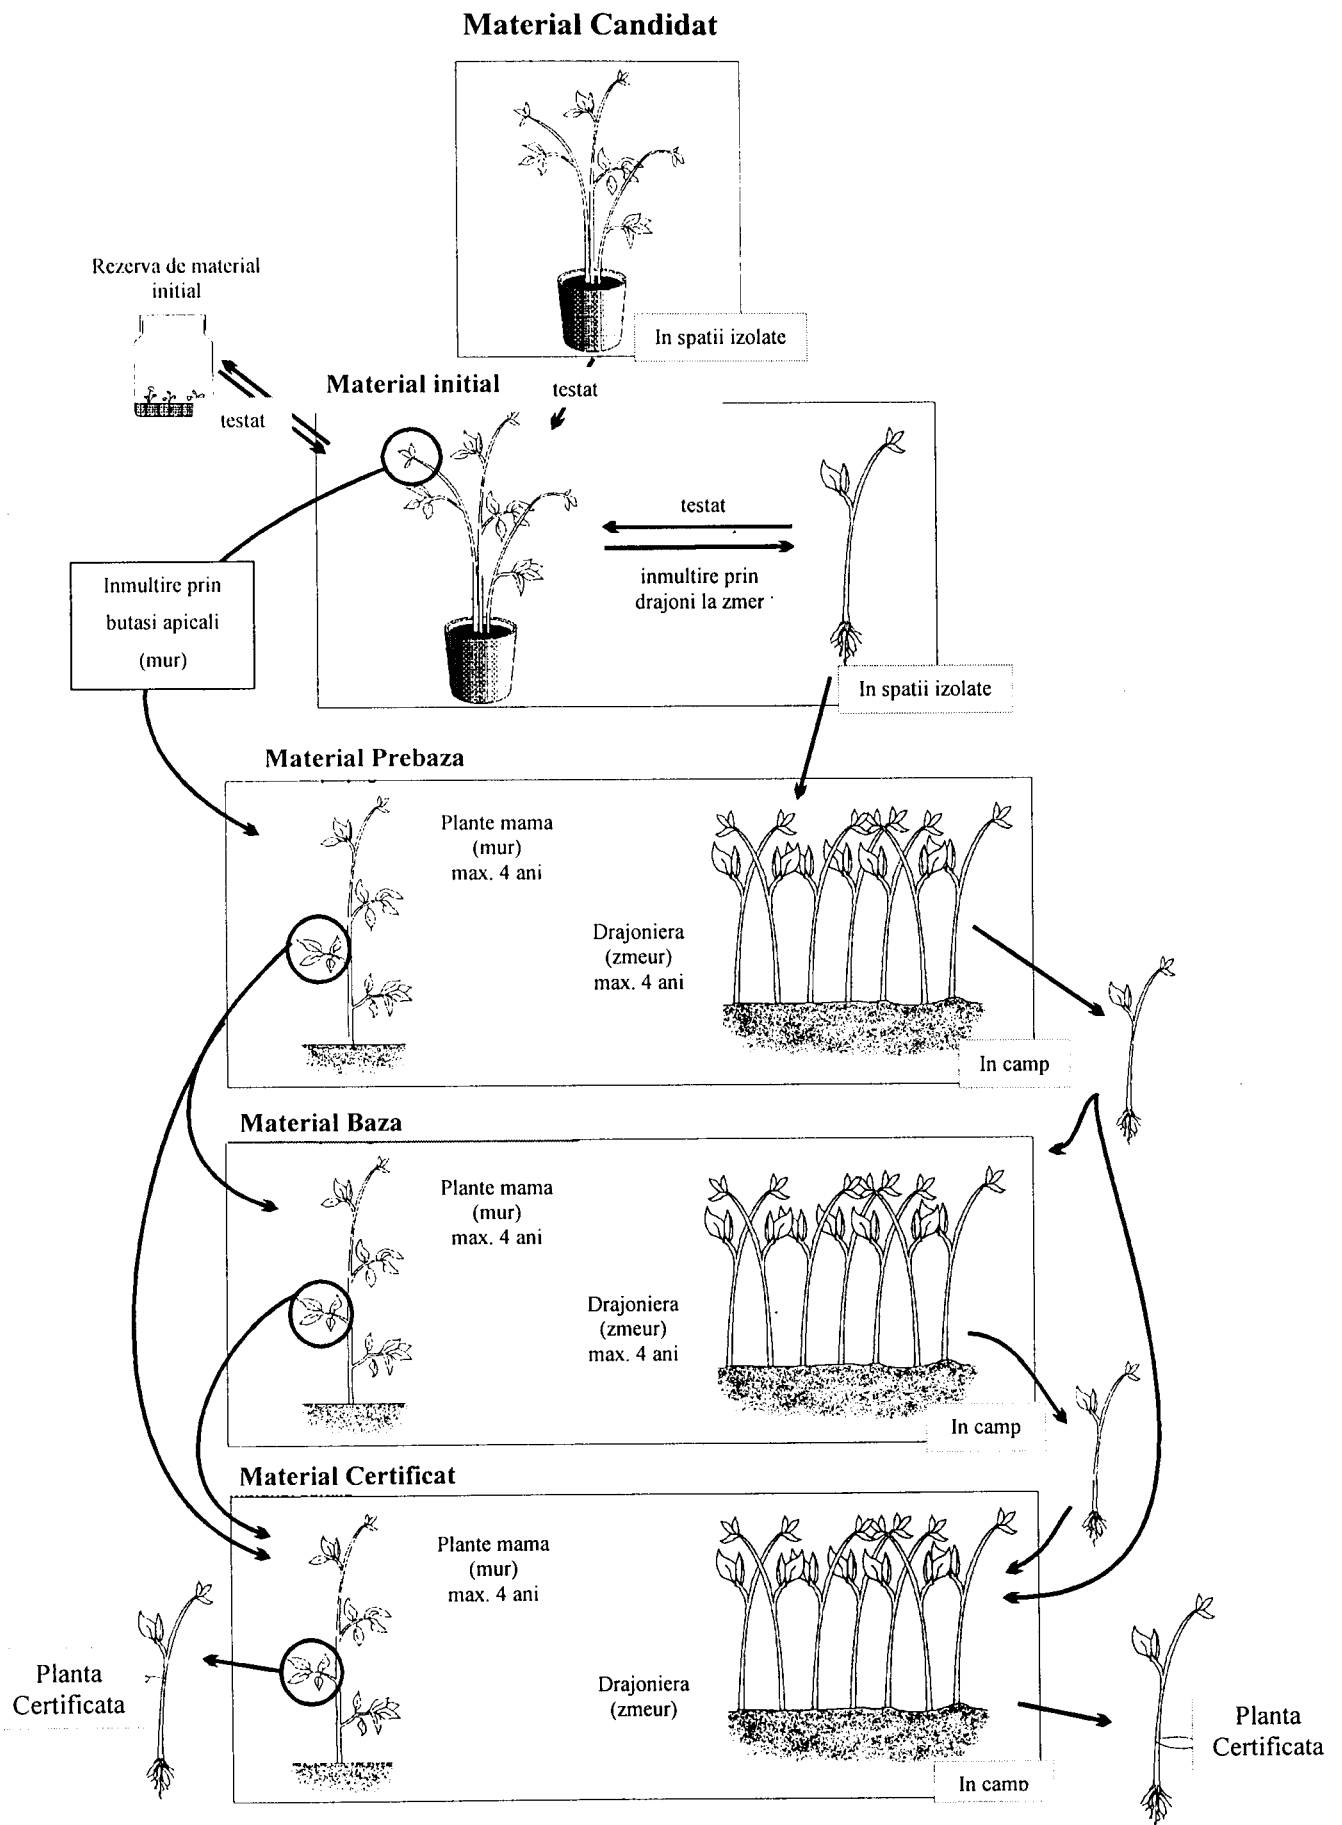 Material Candidat
In spatii izolate
Rezerva de material
initial
testat
Material initial
testat
testat
inmultire prin
drajoni la zmer
In spatii izolate
Inmultire prin
butasi apicali
(mur)
Material Prebaza
Plante mama
(mur)
max. 4 ani
Drajoniera
(zmeur)
max. 4 ani
In camp
Material Baza
Plante mama
(mur)
max. 4 ani
Drajoniera
(zmeur)
max. 4 ani
In camp
Material Certificat
Plante mama
(mur)
max. 4 ani
Drajoniera
(zmeur)
In camp
Planta
Certificata
Planta
Certificata